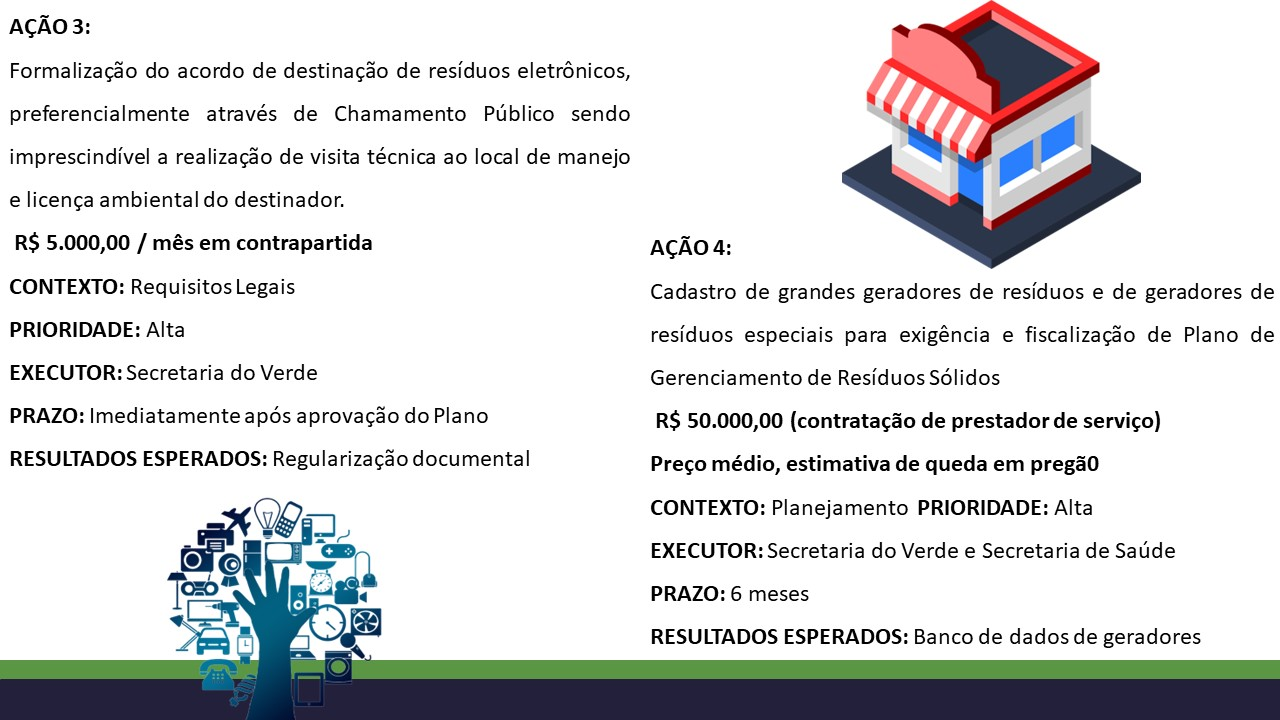 AÇÃO 3:
Formalização do acordo de destinação de resíduos eletrônicos,
preferencialmente através de Chamamento Público sendo
imprescindível a realização de visita técnica ao local de manejo
e licença ambiental do destinador.
R$ 5.000,00 / mês em contrapartida
CONTEXTO: Requisitos Legais
PRIORIDADE: Alta
EXECUTOR: Secretaria do Verde
PRAZO: Imediatamente após aprovação do Plano
RESULTADOS ESPERADOS: Regularização documental
AÇÃO 4:
Cadastro de grandes geradores de resíduos e de geradores de
resíduos especiais para exigência e fiscalização de Plano de
Gerenciamento de Resíduos Sólidos
R$ 50.000,00 (contratação de prestador de serviço)
Preço médio, estimativa de queda em pregã0
CONTEXTO: Planejamento PRIORIDADE: Alta
EXECUTOR: Secretaria do Verde e Secretaria de Saúde
PRAZO: 6 meses
RESULTADOS ESPERADOS: Banco de dados de geradores